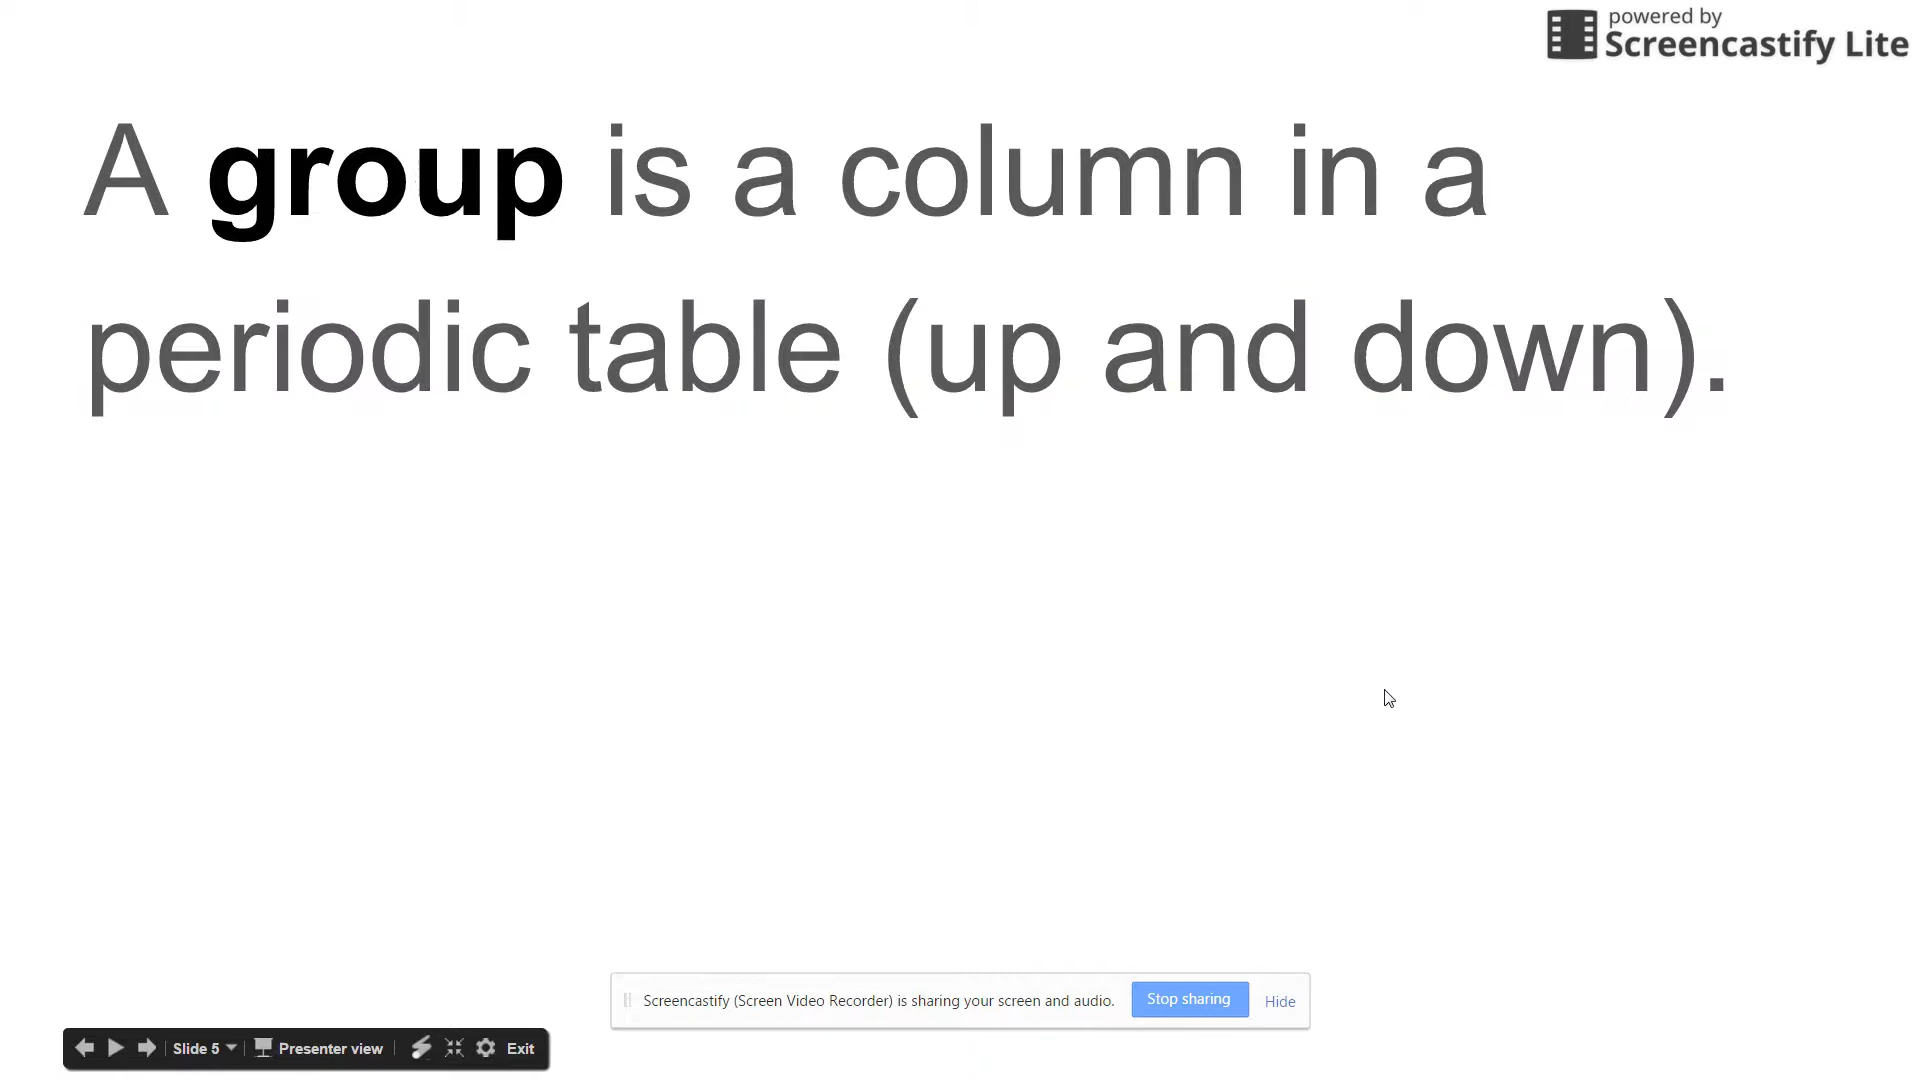 powered by
Screencastify Lite
A group is a column in a
periodic table (up and down).
Screencastify (Screen Video Recorder) is sharing your screen and audio. Stop sharing Hide
Slide 5 Presenter view Exit